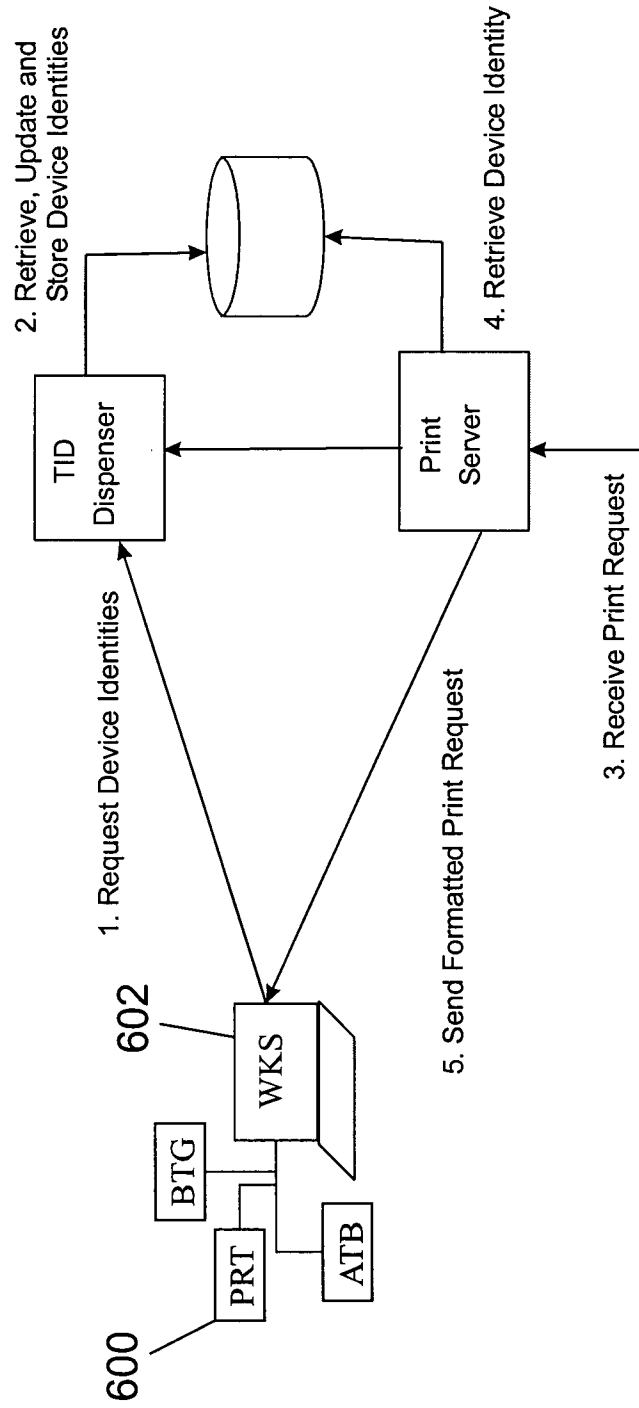 2. Retrieve, Update and
Store Device Identities
TID
Dispenser
1. Request Device Identities
4. Retrieve Device Identity
Print
Server
602
WKS
BTG
PRT
600
ATB
5. Send Formatted Print Request
3. Receive Print Request